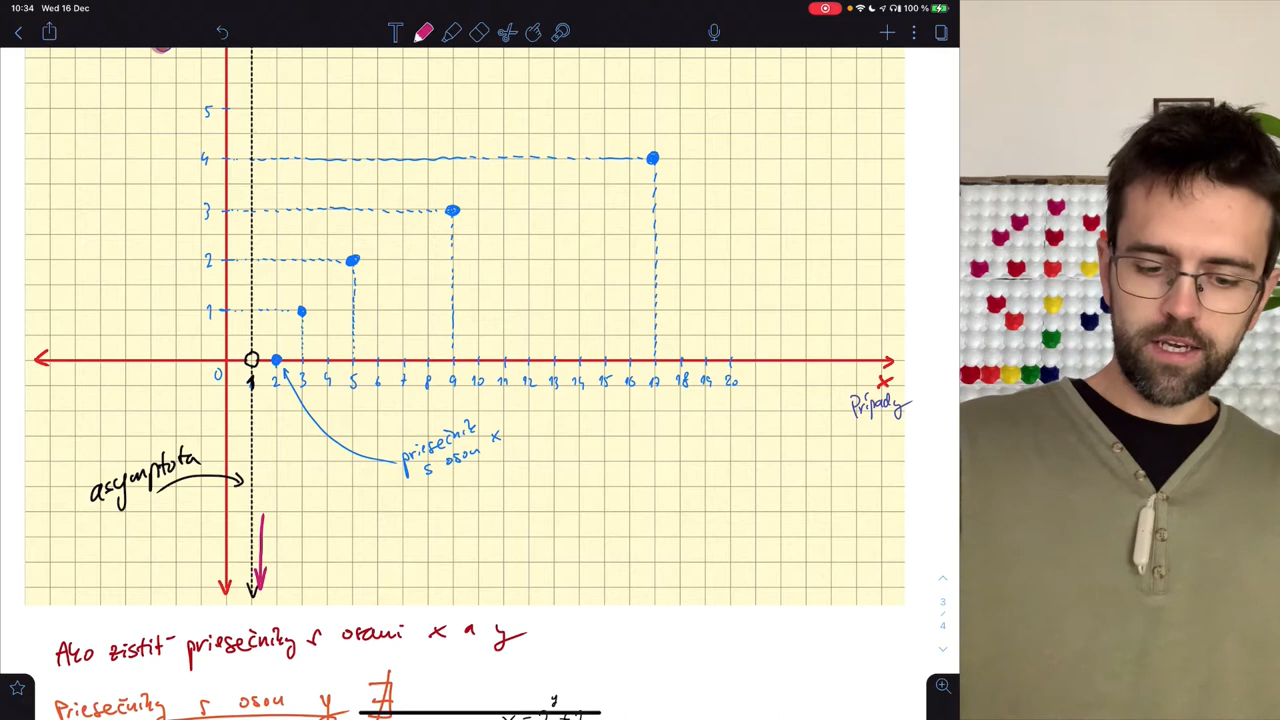 10:34 Wed 16 Dec
100 %
T
5
4
3
2
1
0 1 2 3 4 5 6 7 8 9 10 11 12 13 14 15 16 17 18 19 20
x
Prípady
priesečník
s osou x
asymptota
3
/
4
Ako zistiť priesečníky s osami x a y
Priesečníky s osou y ∄